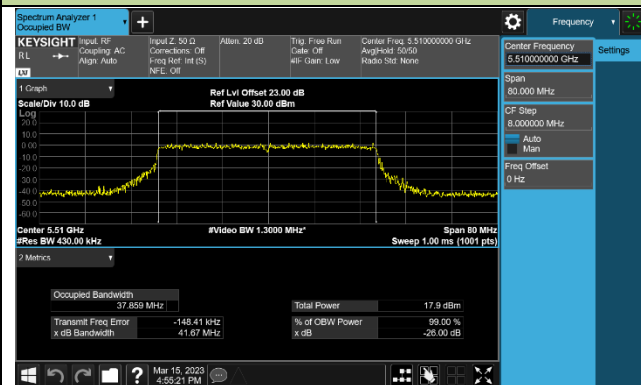 Spectrum Analyzer 1
Occupied BW
Frequency
KEYSIGHT
RL
Input: RF
Coupling: AC
Align: Auto
Input Z: 50 Ω
Corrections: Off
Freq Ref: Int (S)
NFE: Off
Atten: 20 dB
Trig: Free Run
Gate: Off
#IF Gain: Low
Center Freq: 5.510000000 GHz
Avg|Hold: 50/50
Radio Std: None
Center Frequency
5.510000000 GHz
Settings
Span
80.000 MHz
CF Step
8.000000 MHz
Auto
Man
Freq Offset
0 Hz
1 Graph
Scale/Div 10.0 dB
Ref Lvl Offset 23.00 dB
Ref Value 30.00 dBm
Log
20.0
10.0
0.00
-10.0
-20.0
-30.0
-40.0
-50.0
-60.0
Center 5.51 GHz
#Res BW 430.00 kHz
#Video BW 1.3000 MHz*
Span 80 MHz
Sweep 1.00 ms (1001 pts)
2 Metrics
Occupied Bandwidth
37.859 MHz
Total Power 17.9 dBm
Transmit Freq Error -148.41 kHz
% of OBW Power 99.00 %
x dB Bandwidth 41.67 MHz
x dB -26.00 dB
?
Mar 15, 2023
4:55:21 PM